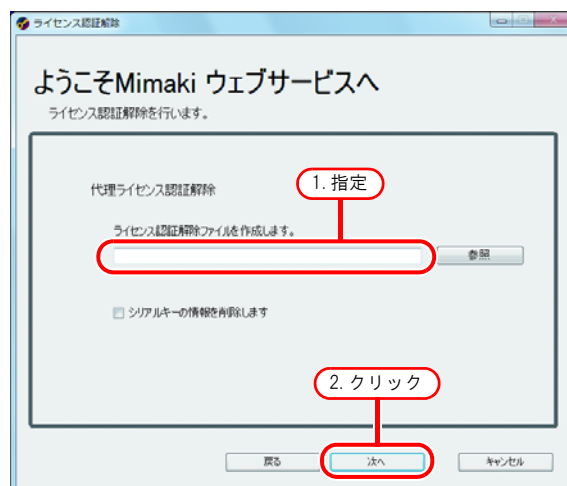 ライセンス認証解除
ようこそMimaki ウェブサービスへ
ライセンス認証解除を行います。
代理ライセンス認証解除
1. 指定
ライセンス認証解除ファイルを作成します。
参照
シリアルキーの情報を削除します
2. クリック
戻る
次へ
キャンセル